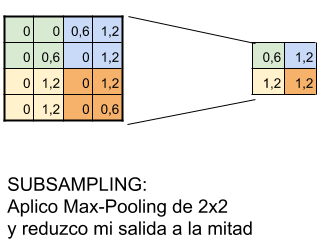 0 0 0,6 1,2
0 0,6 0 1,2
0 1,2 0 1,2
0 1,2 0 0,6
0,6 1,2
1,2 1,2
SUBSAMPLING:
Aplico Max-Pooling de 2x2
y reduzco mi salida a la mitad